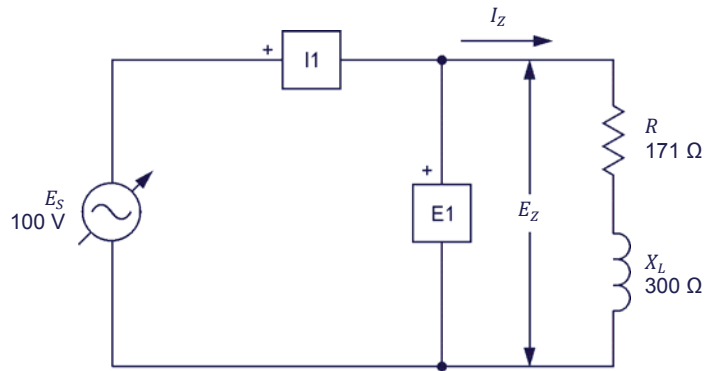 I_Z
+
I1
R
171 Ω
+
E_S
100 V
E1
E_Z
X_L
300 Ω